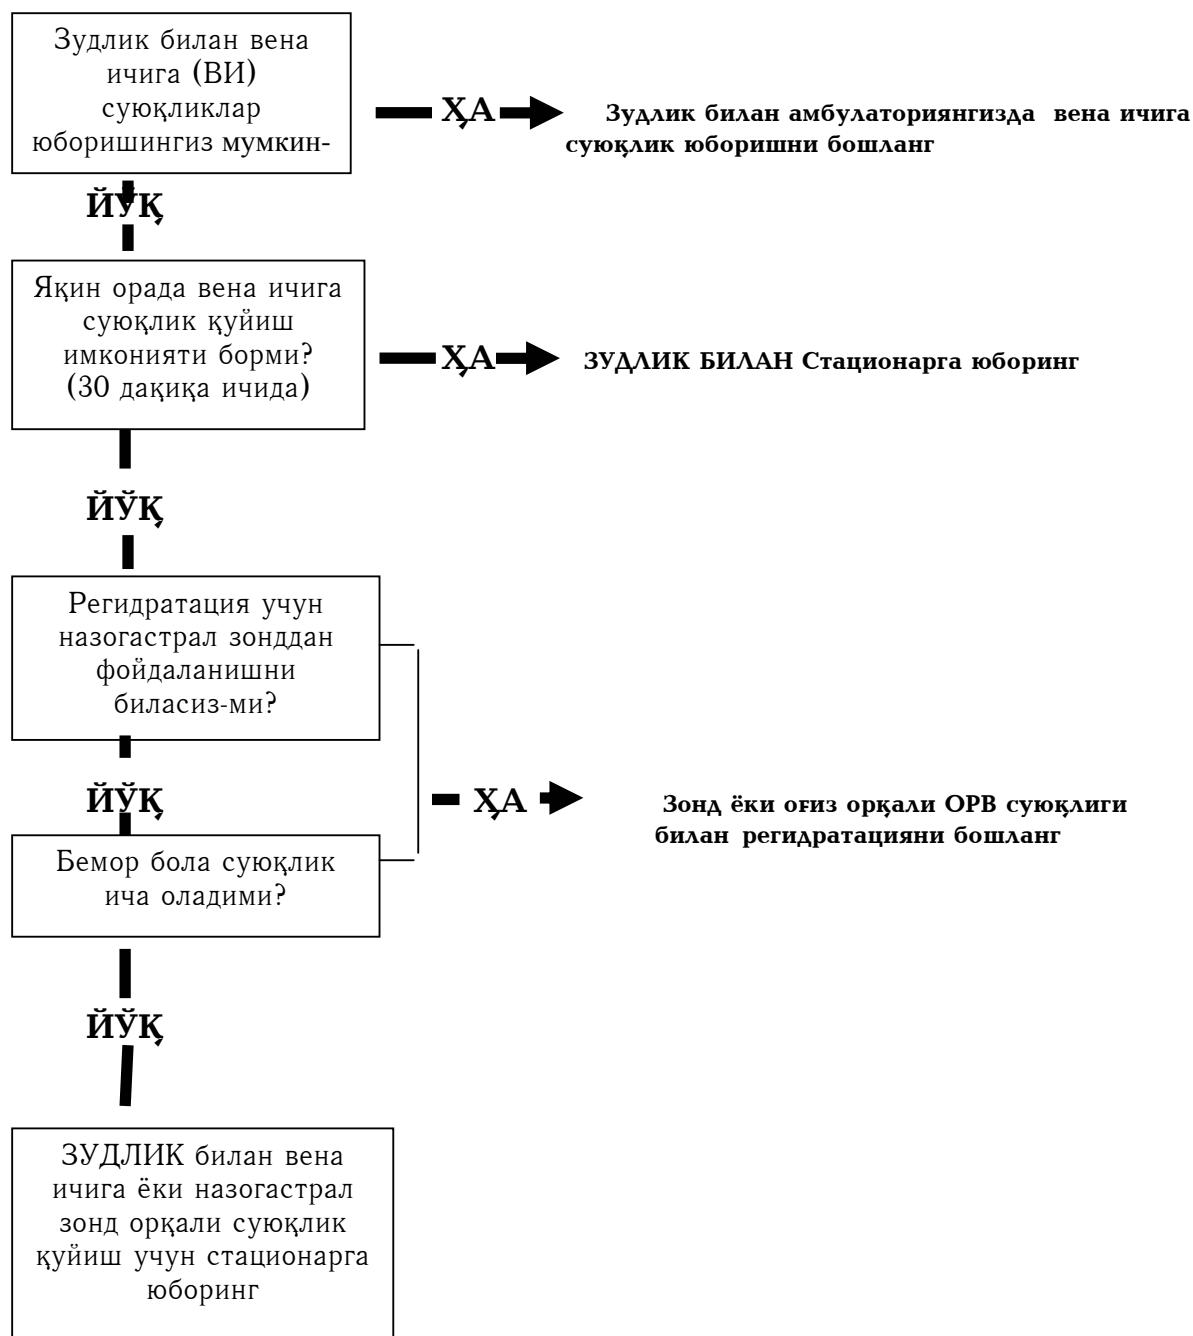 Зудлик билан вена
ичига (ВИ)
суюқликлар
юборишингиз мумкин-
ҲА
Зудлик билан амбулаториянгизда вена ичига
суюқлик юборишни бошланг
ЙЎҚ
Яқин орада вена ичига
суюқлик қуйиш
имконияти борми?
(30 дақиқа ичида)
ҲА
ЗУДЛИК БИЛАН Стационарга юборинг
ЙЎҚ
Регидратация учун
назогастрал зонддан
фойдаланишни
биласиз-ми?
ЙЎҚ
ҲА
Зонд ёки оғиз орқали ОРВ суюқлиги
билан регидратацияни бошланг
Бемор бола суюқлик
ича оладими?
ЙЎҚ
ЗУДЛИК билан вена
ичига ёки назогастрал
зонд орқали суюқлик
қуйиш учун стационарга
юборинг